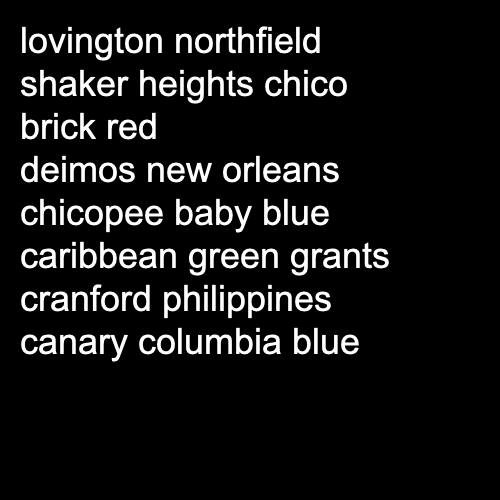 lovington northfield
shaker heights chico
brick red
deimos new orleans
chicopee baby blue
caribbean green grants
cranford philippines
canary columbia blue